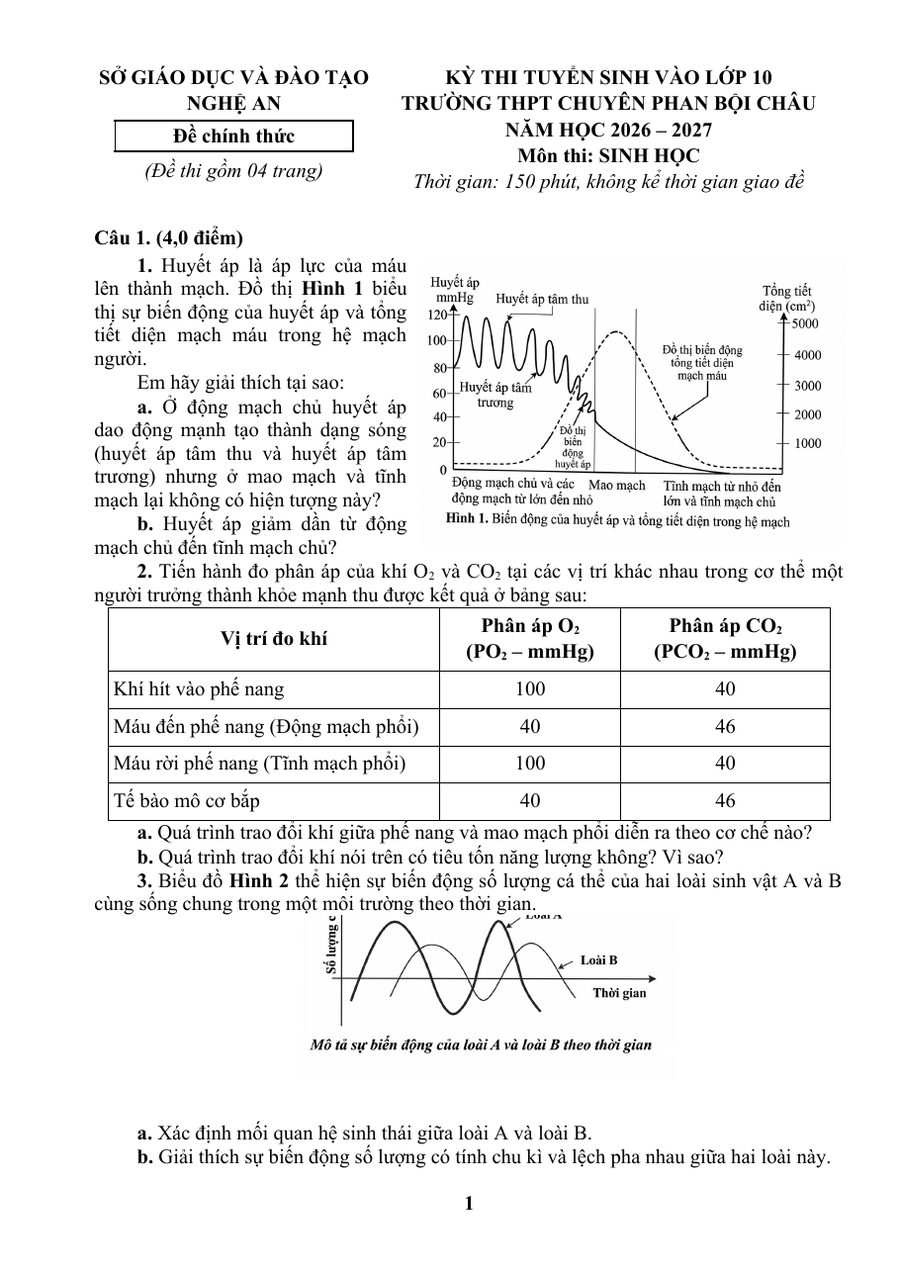 SỞ GIÁO DỤC VÀ ĐÀO TẠO
NGHỆ AN
Đề chính thức
(Đề thi gồm 04 trang)
KỲ THI TUYỂN SINH VÀO LỚP 10
TRƯỜNG THPT CHUYÊN PHAN BỘI CHÂU
NĂM HỌC 2026 – 2027
Môn thi: SINH HỌC
Thời gian: 150 phút, không kể thời gian giao đề
Câu 1. (4,0 điểm)
1. Huyết áp là áp lực của máu
lên thành mạch. Đồ thị Hình 1 biểu
thị sự biến động của huyết áp và tổng
tiết diện mạch máu trong hệ mạch
người.
Em hãy giải thích tại sao:
a. Ở động mạch chủ huyết áp
dao động mạnh tạo thành dạng sóng
(huyết áp tâm thu và huyết áp tâm
trương) nhưng ở mao mạch và tĩnh
mạch lại không có hiện tượng này?
b. Huyết áp giảm dần từ động
mạch chủ đến tĩnh mạch chủ?
Huyết áp
mmHg
Huyết áp tâm thu
Tổng tiết
diện (cm²)
120
100
80
60
40
20
0
5000
4000
3000
2000
1000
Đồ thị biến động
tổng tiết diện
mạch máu
Huyết áp tâm
trương
Đồ thị
biến
động
huyết áp
Động mạch chủ và các
động mạch từ lớn đến nhỏ
Mao mạch
Tĩnh mạch từ nhỏ đến
lớn và tĩnh mạch chủ
Hình 1. Biến động của huyết áp và tổng tiết diện trong hệ mạch
2. Tiến hành đo phân áp của khí O₂ và CO₂ tại các vị trí khác nhau trong cơ thể một
người trưởng thành khỏe mạnh thu được kết quả ở bảng sau:
Vị trí đo khí
Phân áp O₂
(PO₂ – mmHg)
Phân áp CO₂
(PCO₂ – mmHg)
Khí hít vào phế nang 100 40
Máu đến phế nang (Động mạch phổi) 40 46
Máu rời phế nang (Tĩnh mạch phổi) 100 40
Tế bào mô cơ bắp 40 46
a. Quá trình trao đổi khí giữa phế nang và mao mạch phổi diễn ra theo cơ chế nào?
b. Quá trình trao đổi khí nói trên có tiêu tốn năng lượng không? Vì sao?
3. Biểu đồ Hình 2 thể hiện sự biến động số lượng cá thể của hai loài sinh vật A và B
cùng sống chung trong một môi trường theo thời gian.
Số lượng c
Loài A
Loài B
Thời gian
Mô tả sự biến động của loài A và loài B theo thời gian
a. Xác định mối quan hệ sinh thái giữa loài A và loài B.
b. Giải thích sự biến động số lượng có tính chu kì và lệch pha nhau giữa hai loài này.
1